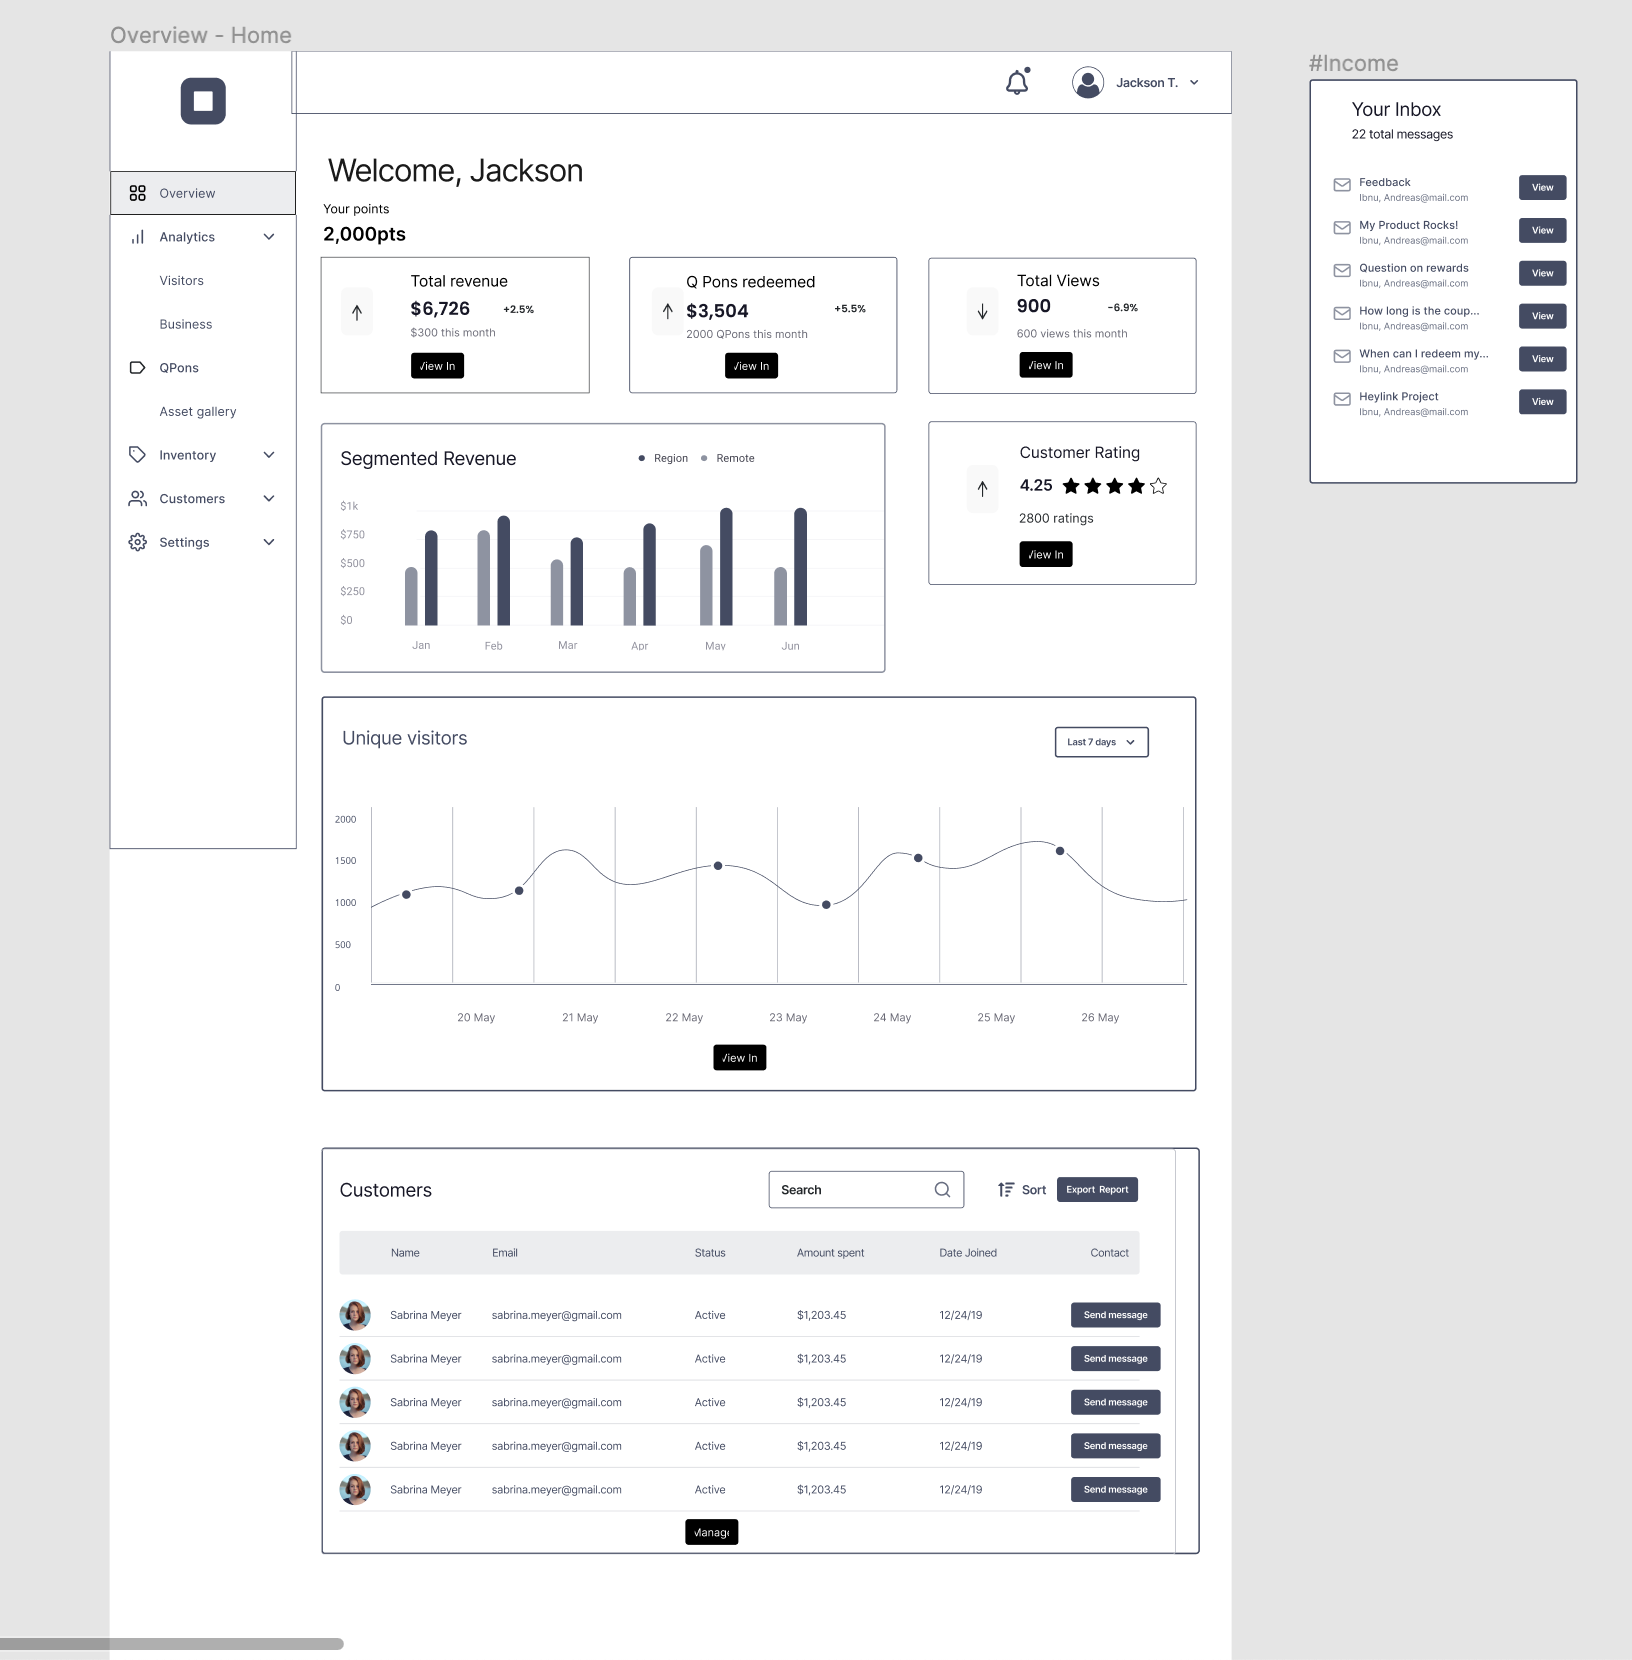 Overview - Home
Jackson T.
Overview
Analytics
Visitors
Business
QPons
Asset gallery
Inventory
Customers
Settings
Welcome, Jackson
Your points
2,000pts
Total revenue
$6,726 +2.5%
$300 this month
View In
Q Pons redeemed
$3,504 +5.5%
2000 QPons this month
View In
Total Views
900 -6.9%
600 views this month
View In
Segmented Revenue
Region Remote
$1k
$750
$500
$250
$0
Jan Feb Mar Apr May Jun
Customer Rating
4.25
2800 ratings
View In
Unique visitors
Last 7 days
2000
1500
1000
500
0
20 May 21 May 22 May 23 May 24 May 25 May 26 May
View In
Customers
Search
Sort
Export Report
Name Email Status Amount spent Date Joined Contact
Sabrina Meyer sabrina.meyer@gmail.com Active $1,203.45 12/24/19 Send message
Sabrina Meyer sabrina.meyer@gmail.com Active $1,203.45 12/24/19 Send message
Sabrina Meyer sabrina.meyer@gmail.com Active $1,203.45 12/24/19 Send message
Sabrina Meyer sabrina.meyer@gmail.com Active $1,203.45 12/24/19 Send message
Sabrina Meyer sabrina.meyer@gmail.com Active $1,203.45 12/24/19 Send message
Manage
#Income
Your Inbox
22 total messages
Feedback
Ibnu, Andreas@mail.com
View
My Product Rocks!
Ibnu, Andreas@mail.com
View
Question on rewards
Ibnu, Andreas@mail.com
View
How long is the coup...
Ibnu, Andreas@mail.com
View
When can I redeem my...
Ibnu, Andreas@mail.com
View
Heylink Project
Ibnu, Andreas@mail.com
View